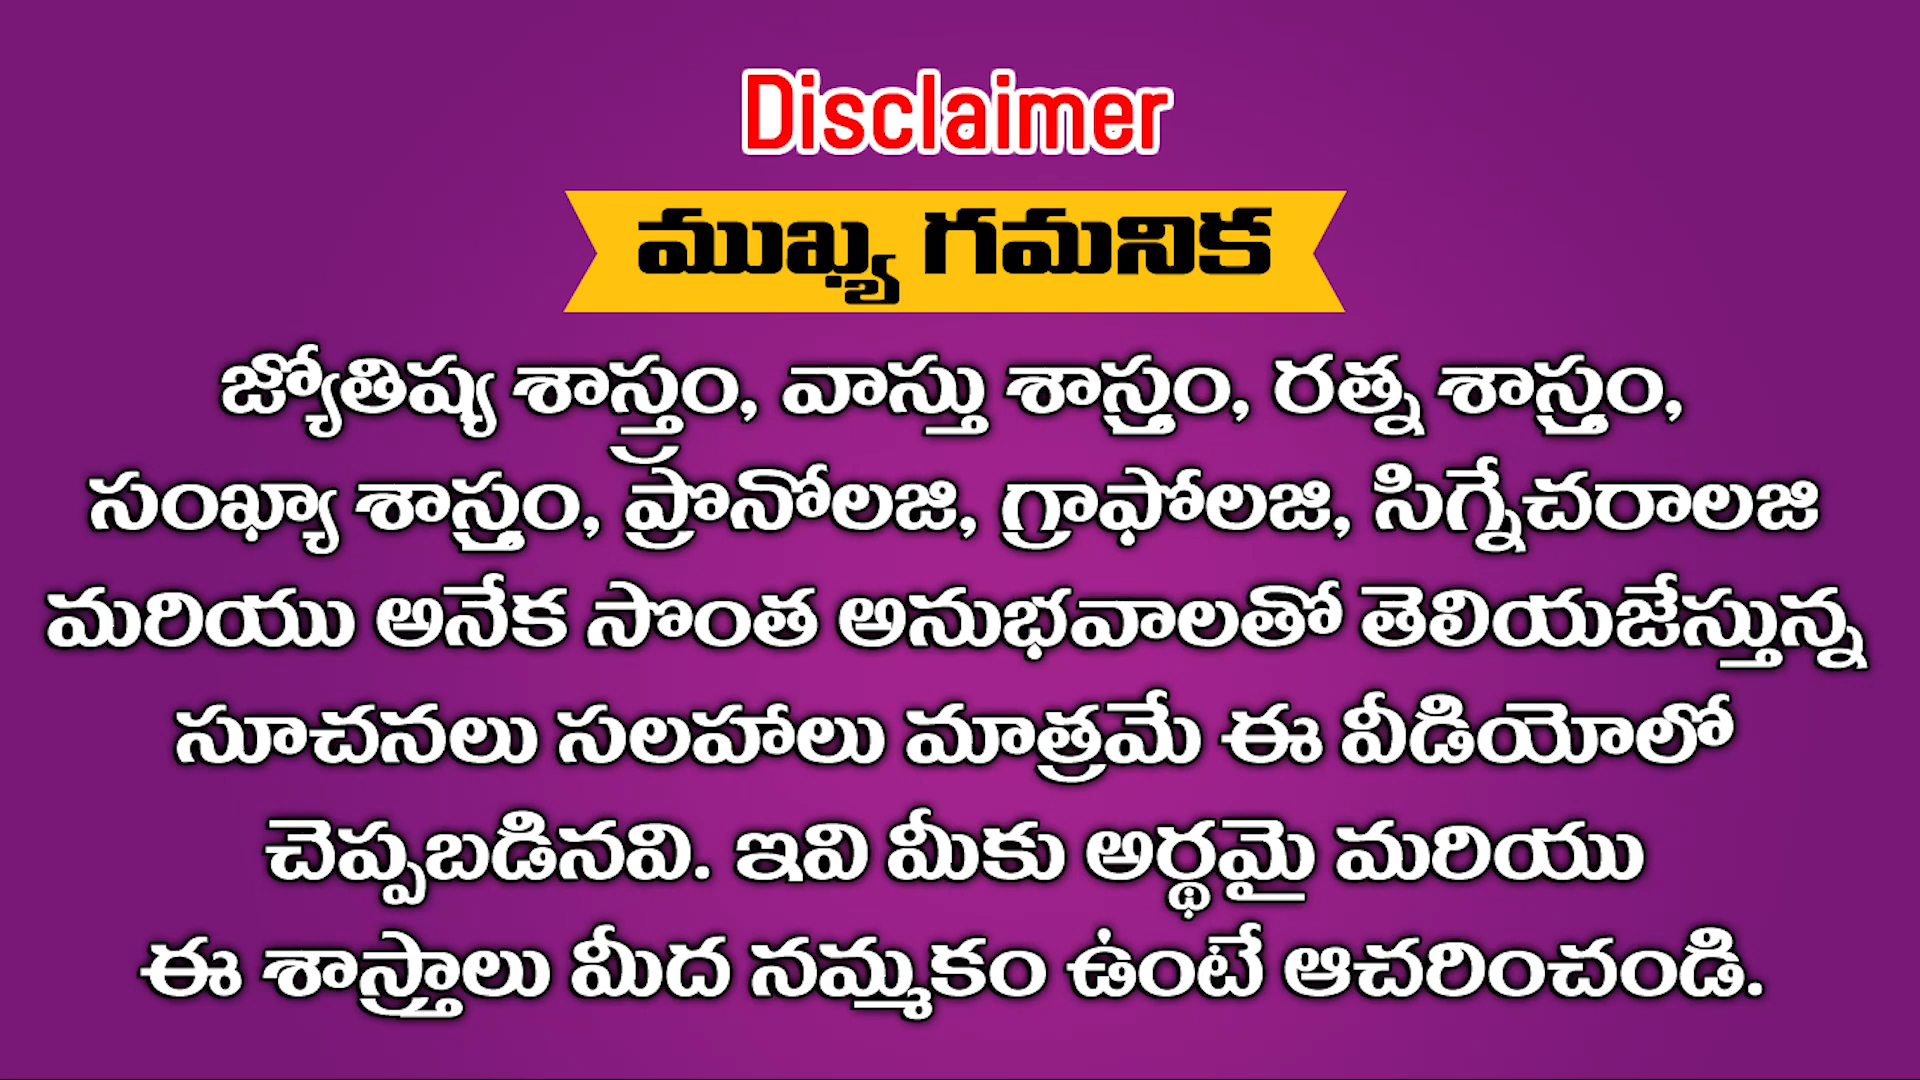 Disclaimer
ముఖ్య గమనిక
జ్యోతిష్య శాస్త్రం, వాస్తు శాస్త్రం, రత్న శాస్త్రం,
సంఖ్యా శాస్త్రం, ప్రొనోలజి, గ్రాఫోలజి, సిగ్నేచరాలజి
మరియు అనేక సొంత అనుభవాలతో తెలియజేస్తున్న
సూచనలు సలహాలు మాత్రమే ఈ వీడియోలో
చెప్పబడినవి. ఇవి మీకు అర్థమై మరియు
ఈ శాస్త్రాలు మీద నమ్మకం ఉంటే ఆచరించండి.